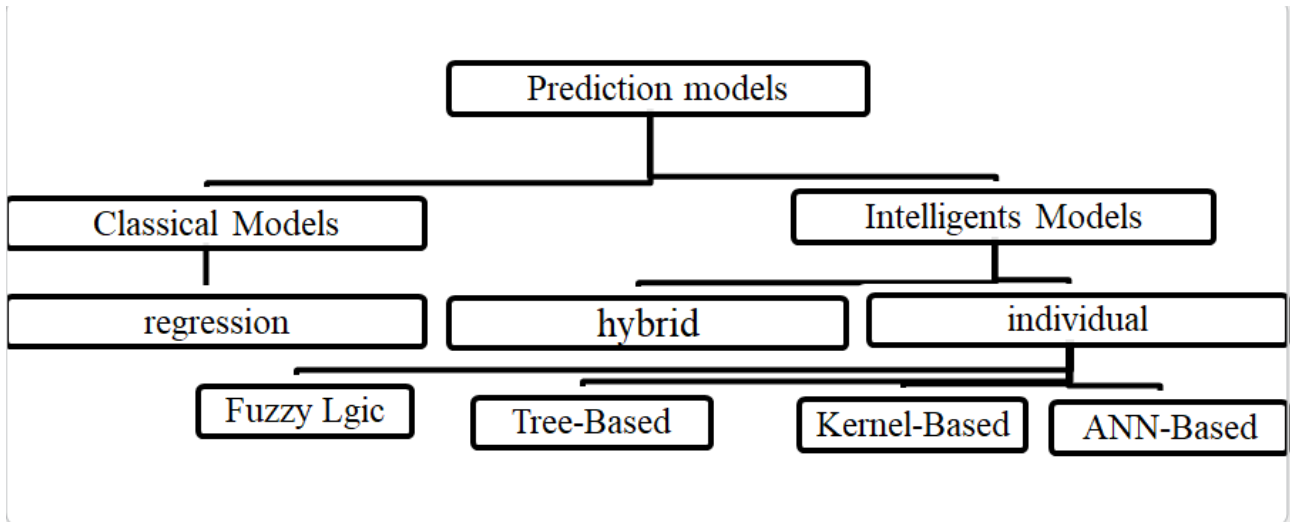 Prediction models
Classical Models
Intelligents Models
regression
hybrid
individual
Fuzzy Lgic
Tree-Based
Kernel-Based
ANN-Based